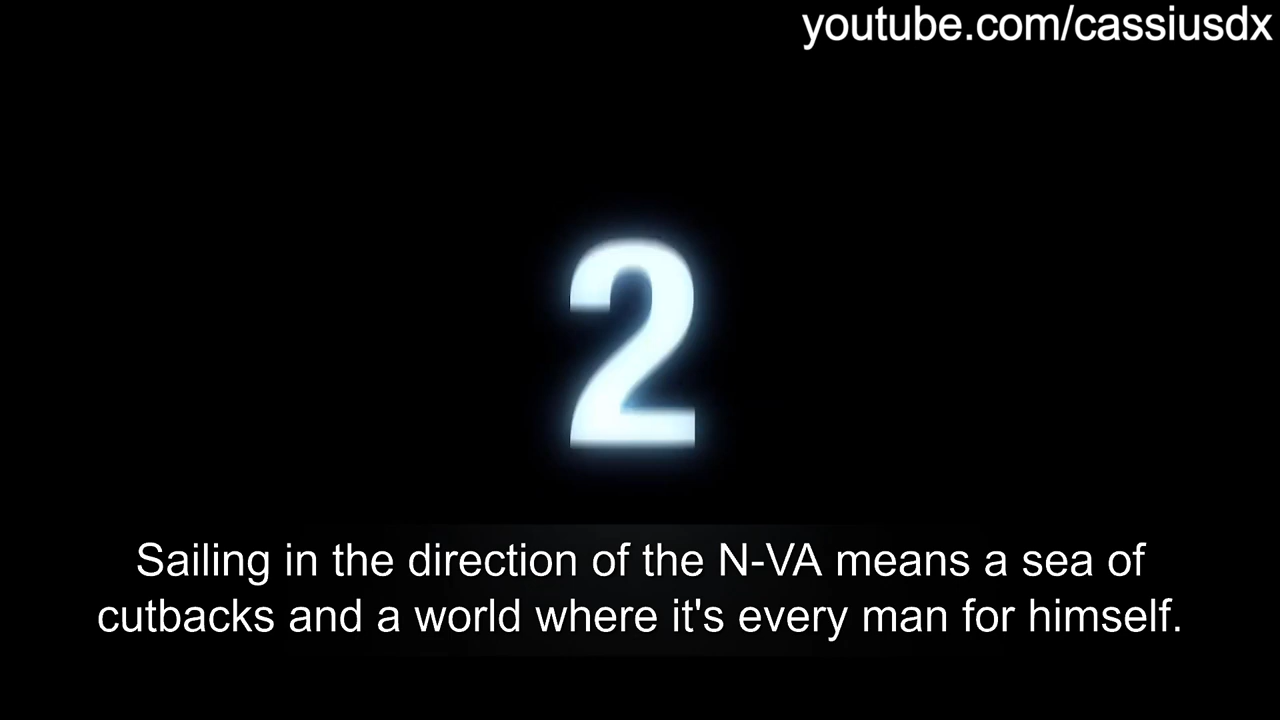 youtube.com/cassiusdx
2
Sailing in the direction of the N-VA means a sea of
cutbacks and a world where it's every man for himself.